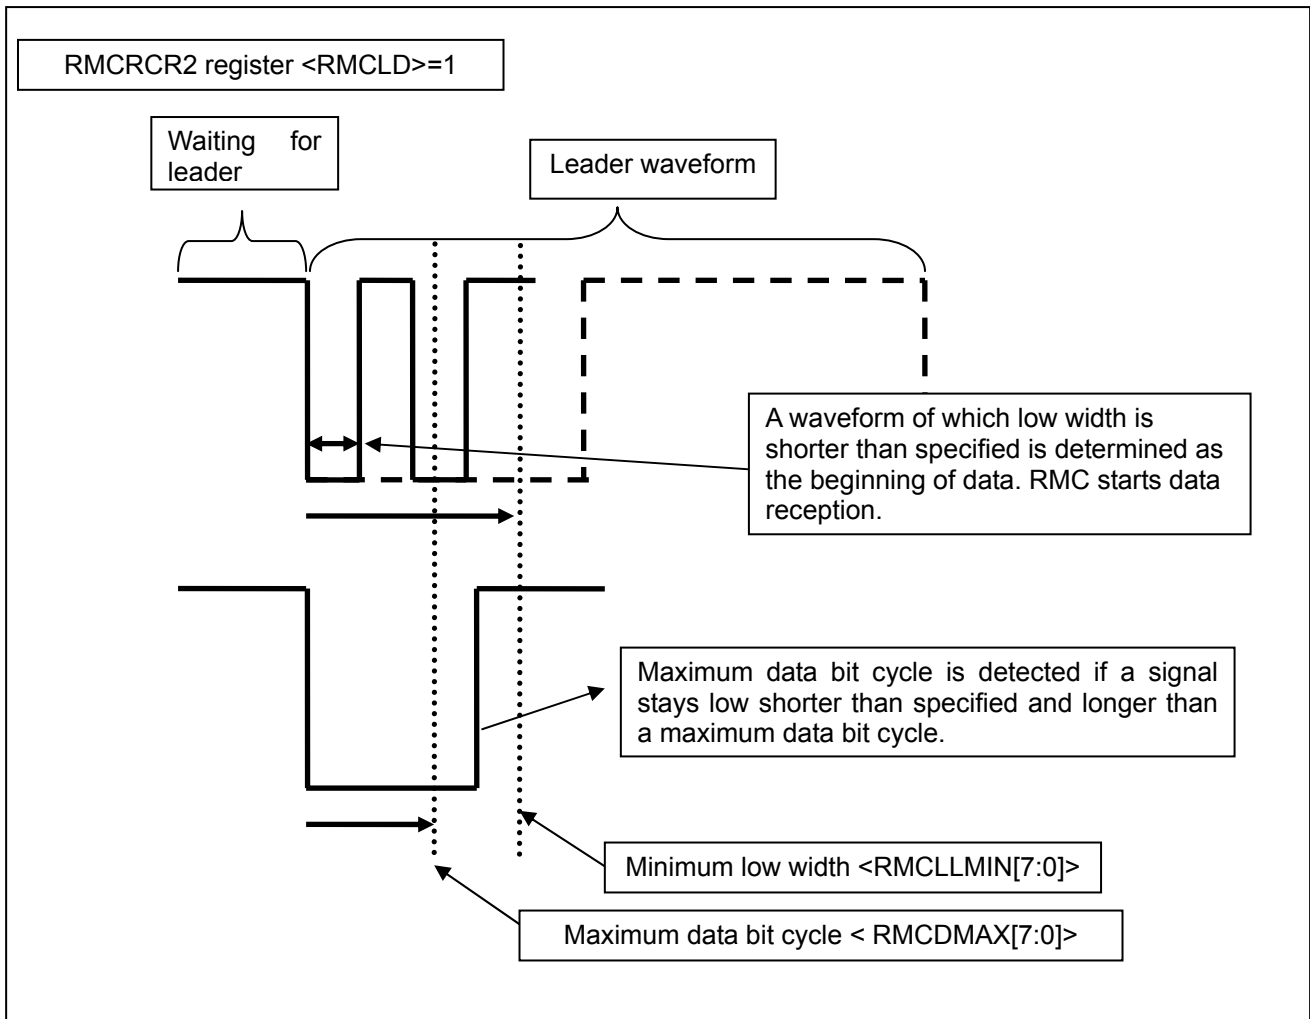 RMCRCR2 register <RMCLD>=1
Waiting for
leader
Leader waveform
A waveform of which low width is
shorter than specified is determined as
the beginning of data. RMC starts data
reception.
Maximum data bit cycle is detected if a signal
stays low shorter than specified and longer than
a maximum data bit cycle.
Minimum low width <RMCLLMIN[7:0]>
Maximum data bit cycle < RMCDMAX[7:0]>